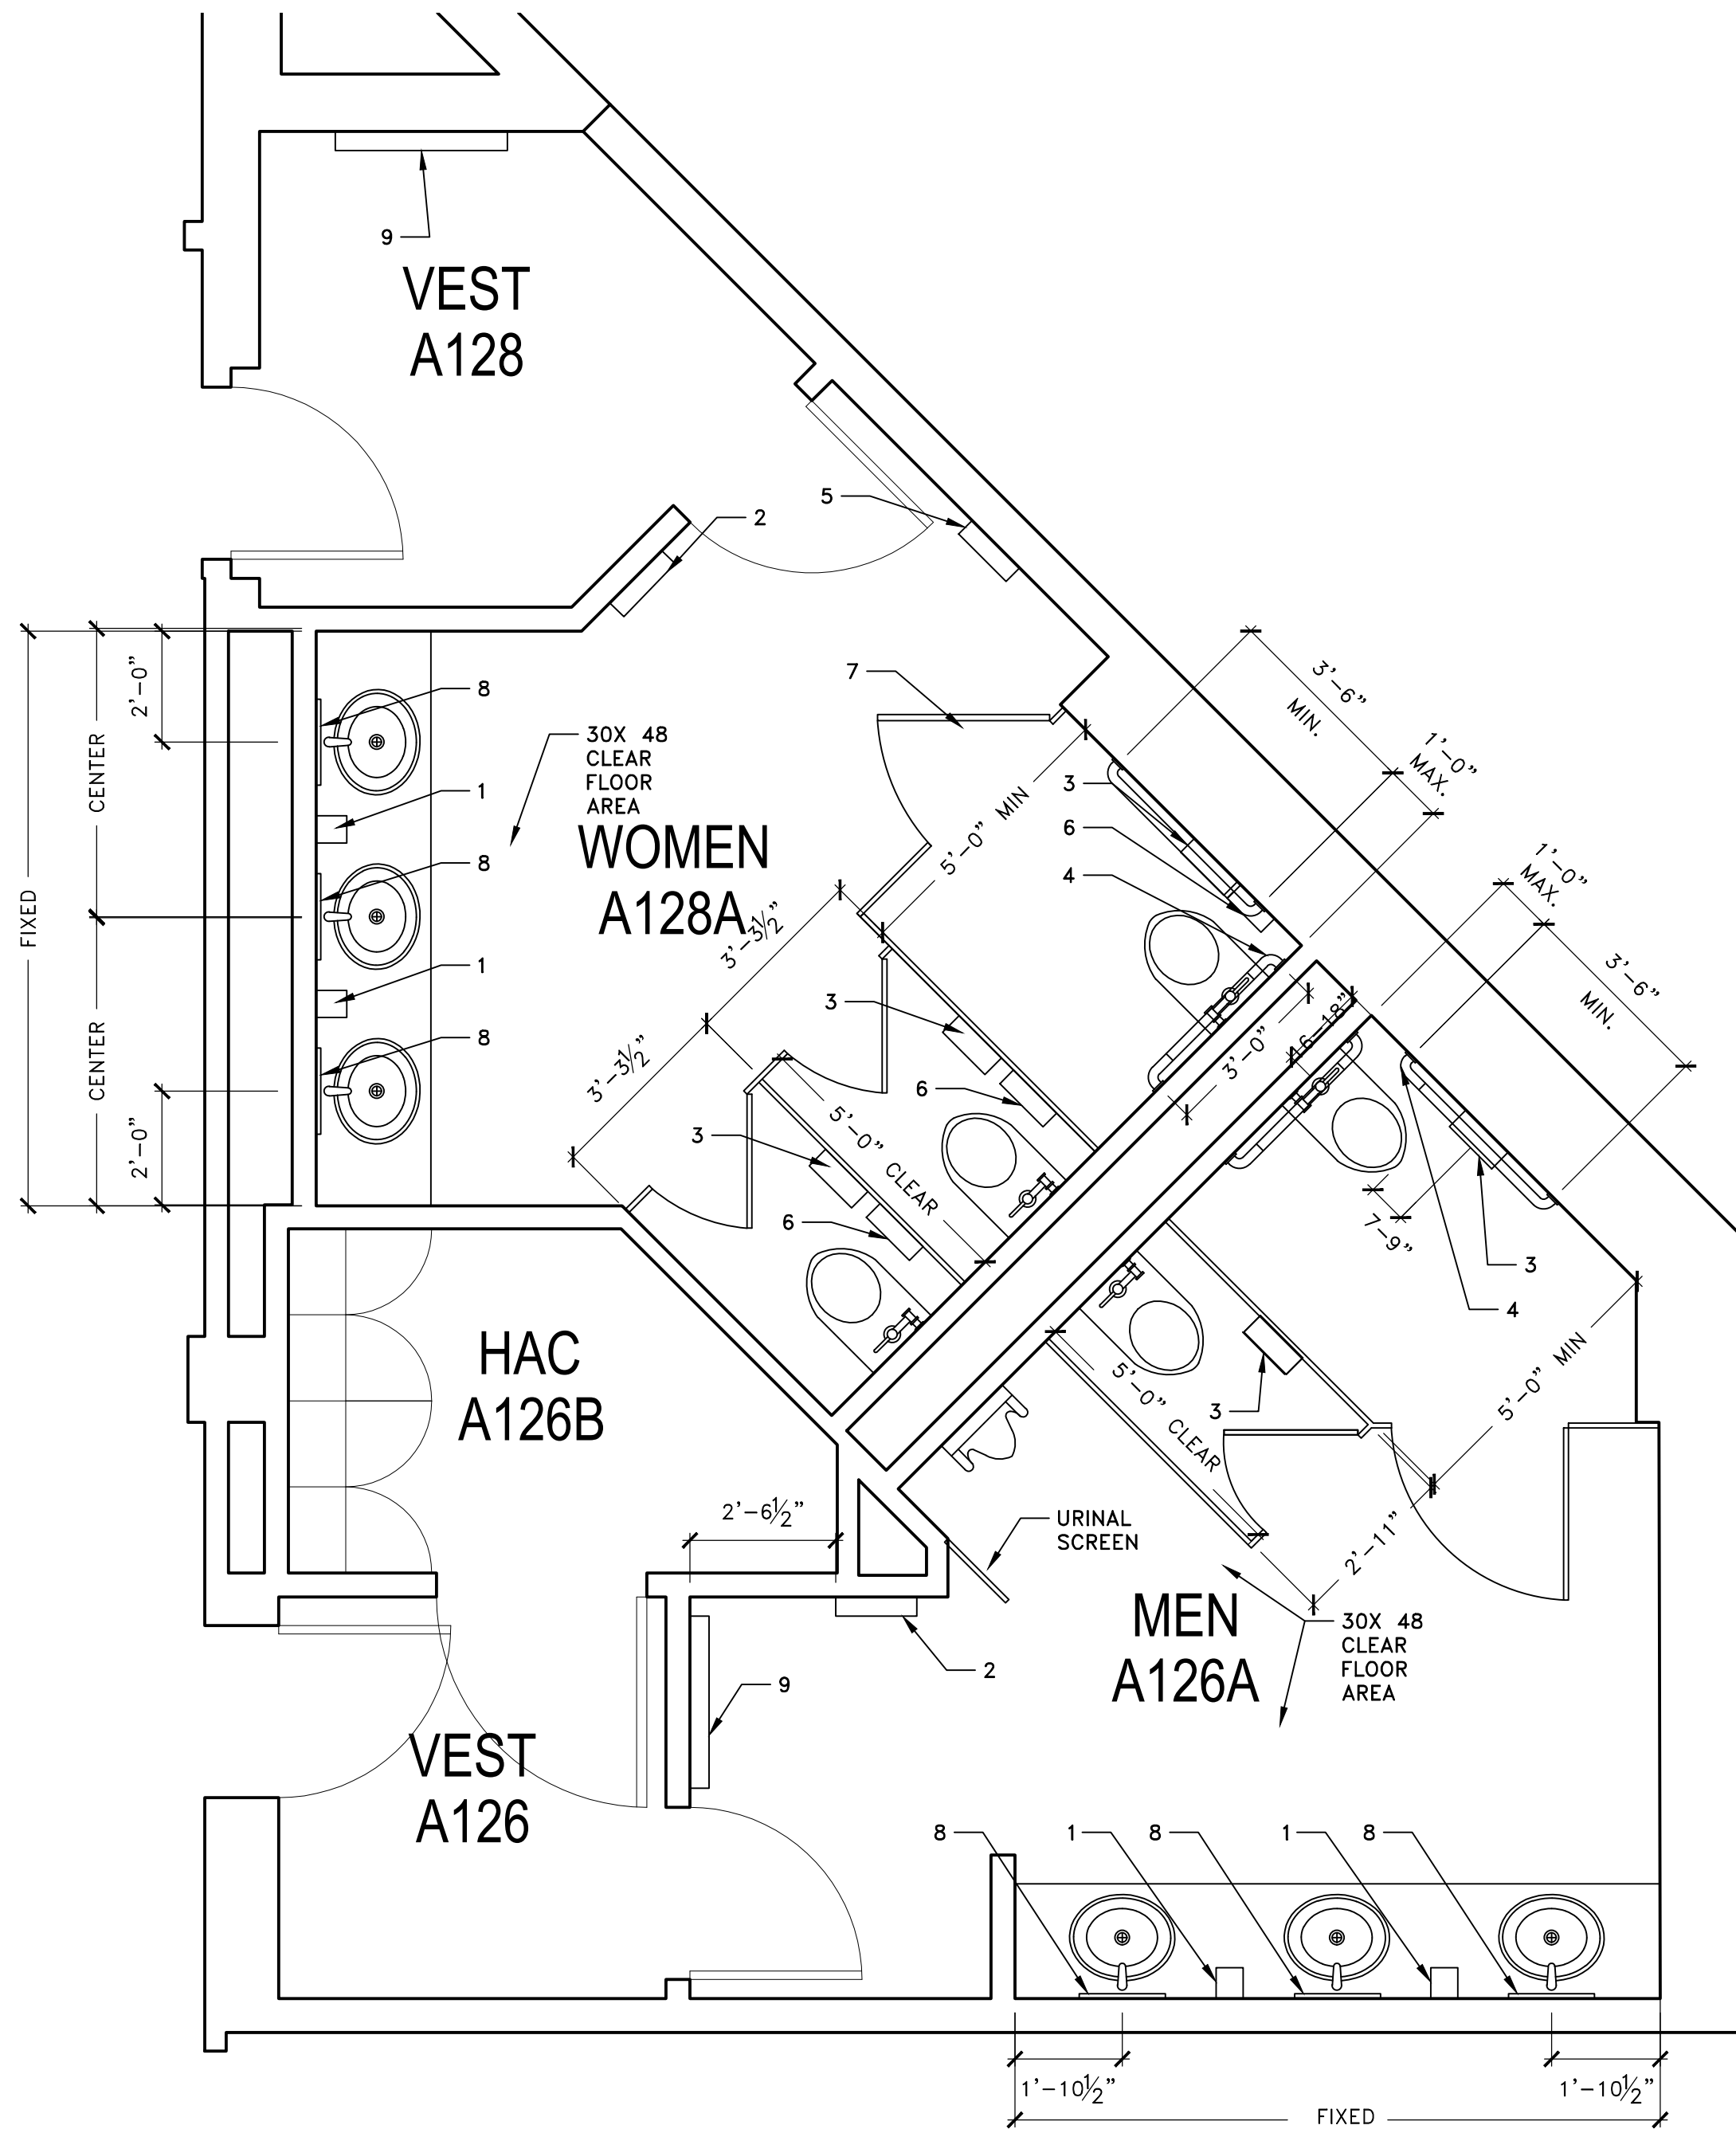 9
VEST
A128
5
2
2'-0"
CENTER
FIXED
CENTER
2'-0"
8
1
8
1
8
30X 48
CLEAR
FLOOR
AREA
WOMEN
A128A
7
3'-6"
MIN.
1'-0"
MAX.
5'-0" MIN
3
6
4
1'-0"
MAX.
3'-6"
MIN.
3'-3½"
3'-3½"
3
6
3
6
5'-0" CLEAR
3'-0"
16-18"
7-9"
3
4
5'-0" MIN
3
5'-0" CLEAR
2'-11"
HAC
A126B
2'-6½"
URINAL
SCREEN
MEN
A126A
30X 48
CLEAR
FLOOR
AREA
2
9
VEST
A126
8
1
8
1
8
1'-10½"
1'-10½"
FIXED